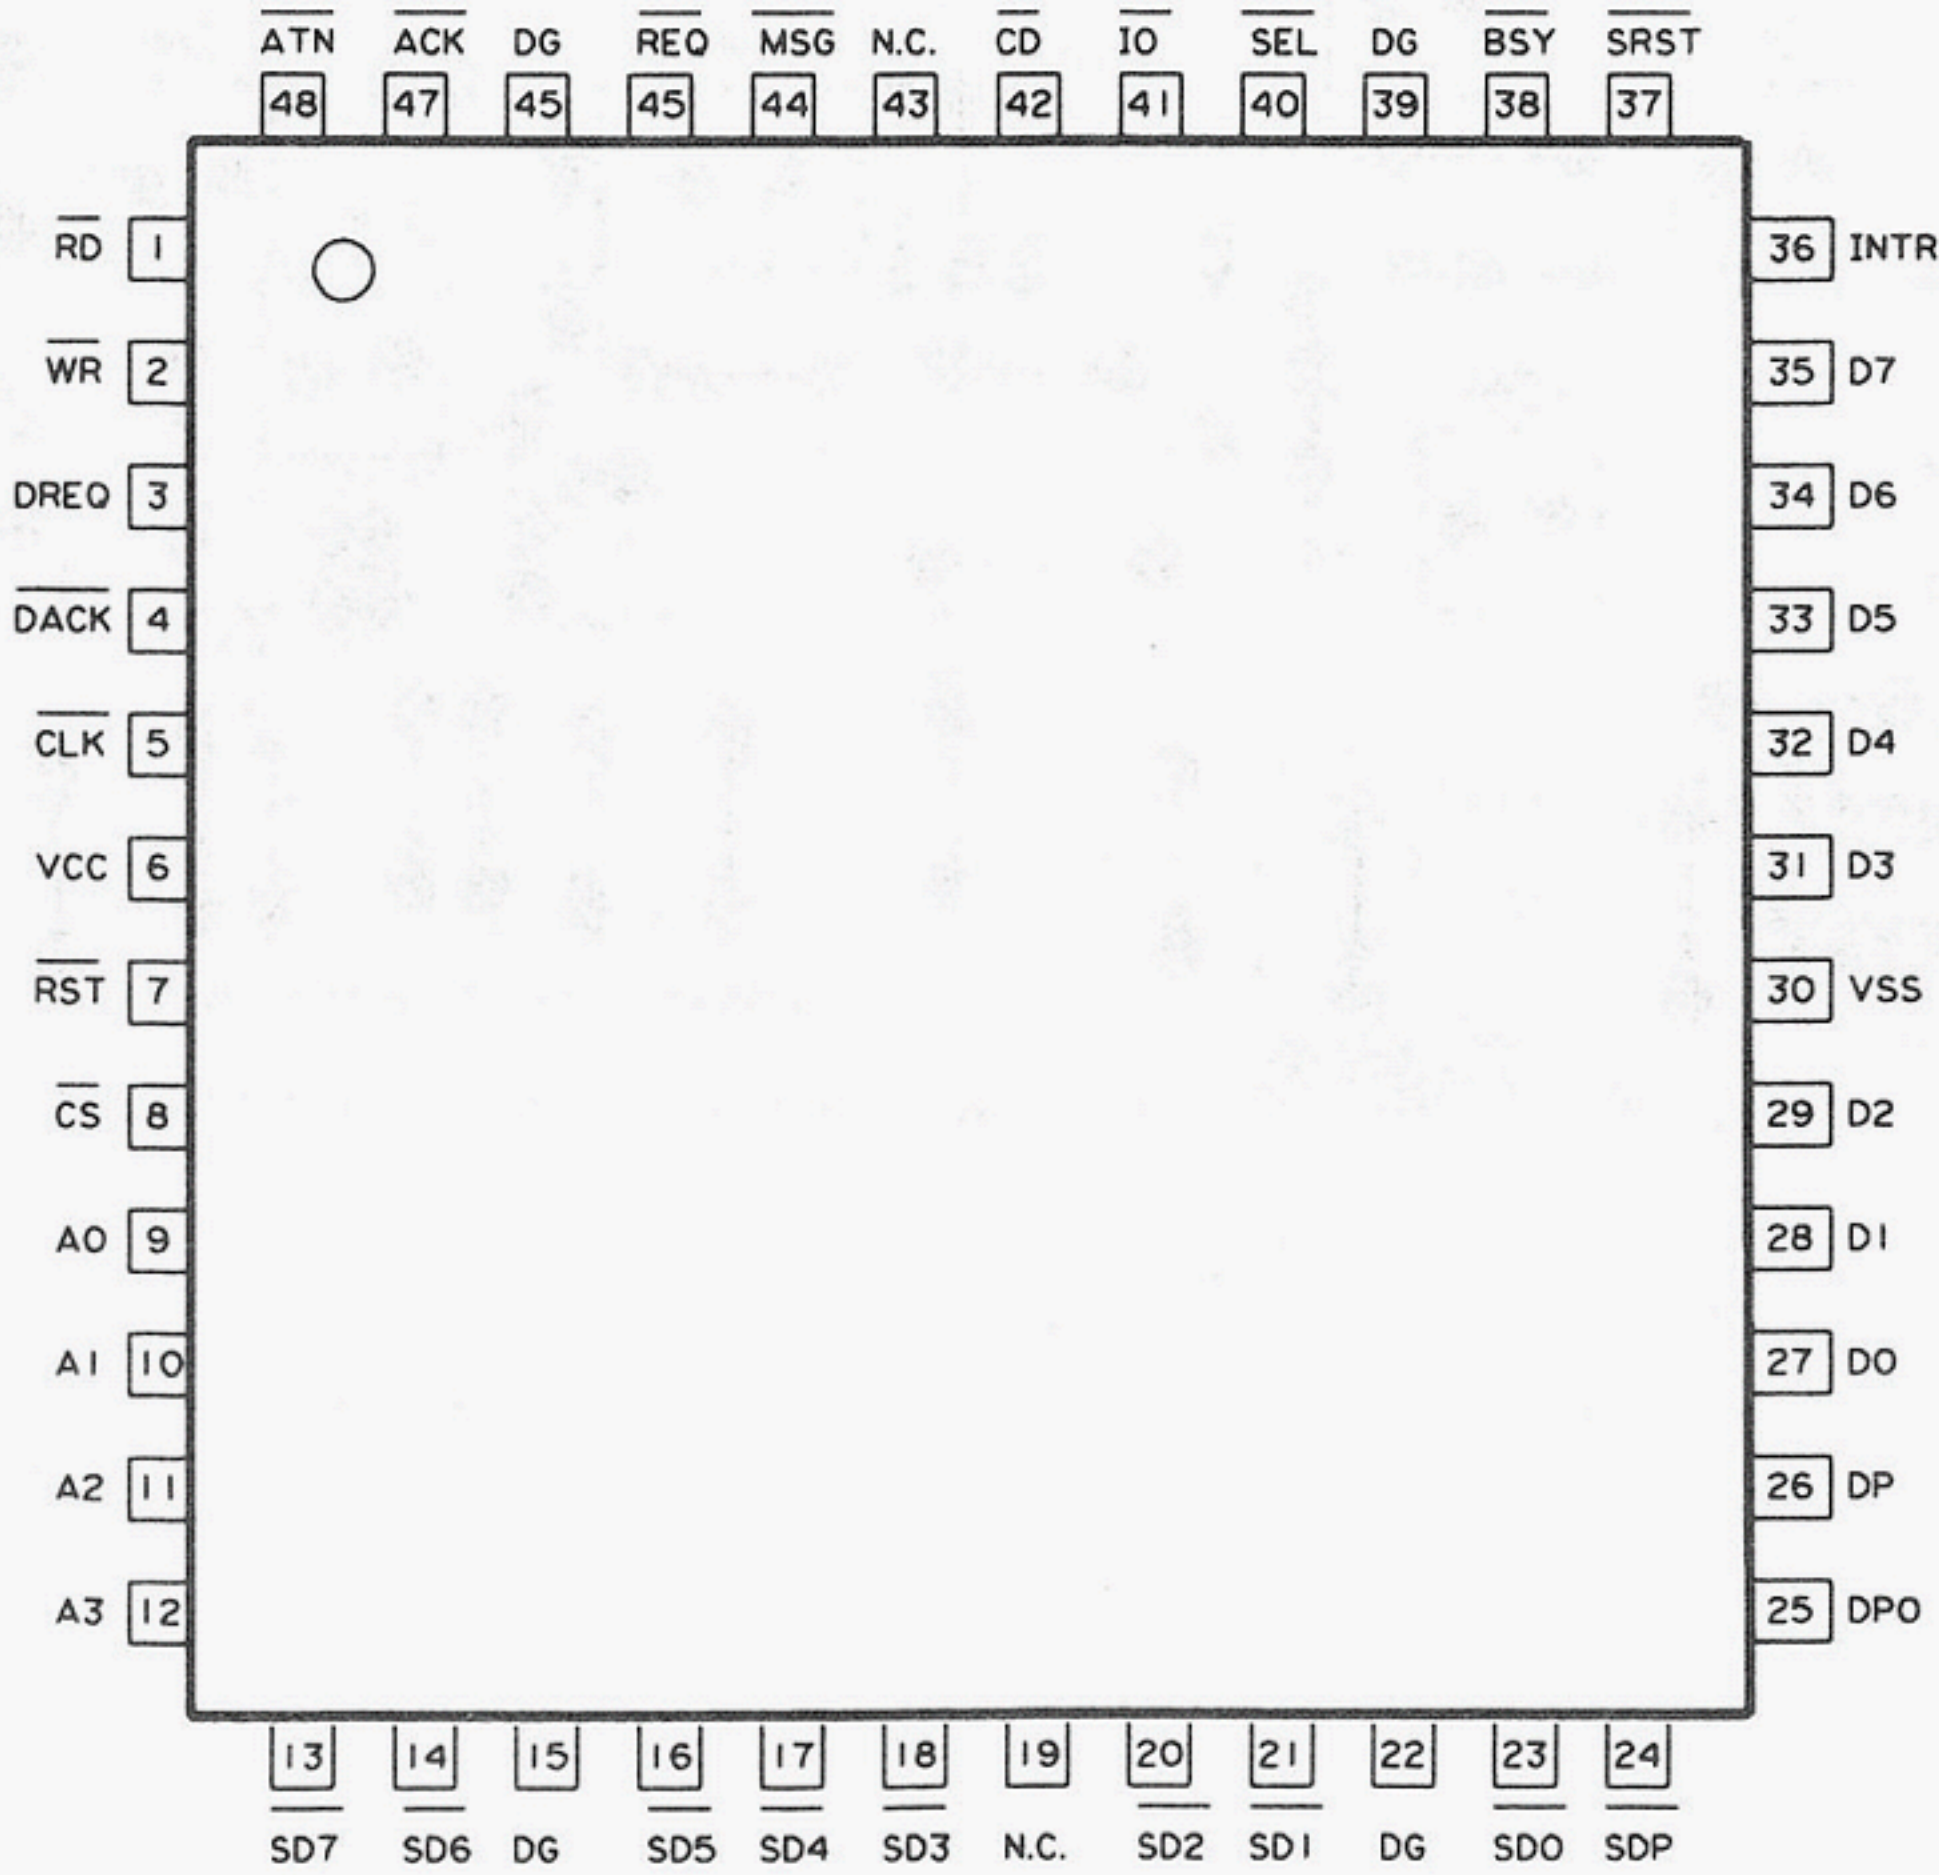 ATN ACK DG REQ MSG N.C. CD IO SEL DG BSY SRST
48 47 45 45 44 43 42 41 40 39 38 37
RD 1 36 INTR
WR 2 35 D7
DREQ 3 34 D6
DACK 4 33 D5
CLK 5 32 D4
VCC 6 31 D3
RST 7 30 VSS
CS 8 29 D2
A0 9 28 D1
A1 10 27 D0
A2 11 26 DP
A3 12 25 DPO
13 14 15 16 17 18 19 20 21 22 23 24
SD7 SD6 DG SD5 SD4 SD3 N.C. SD2 SD1 DG SD0 SDP